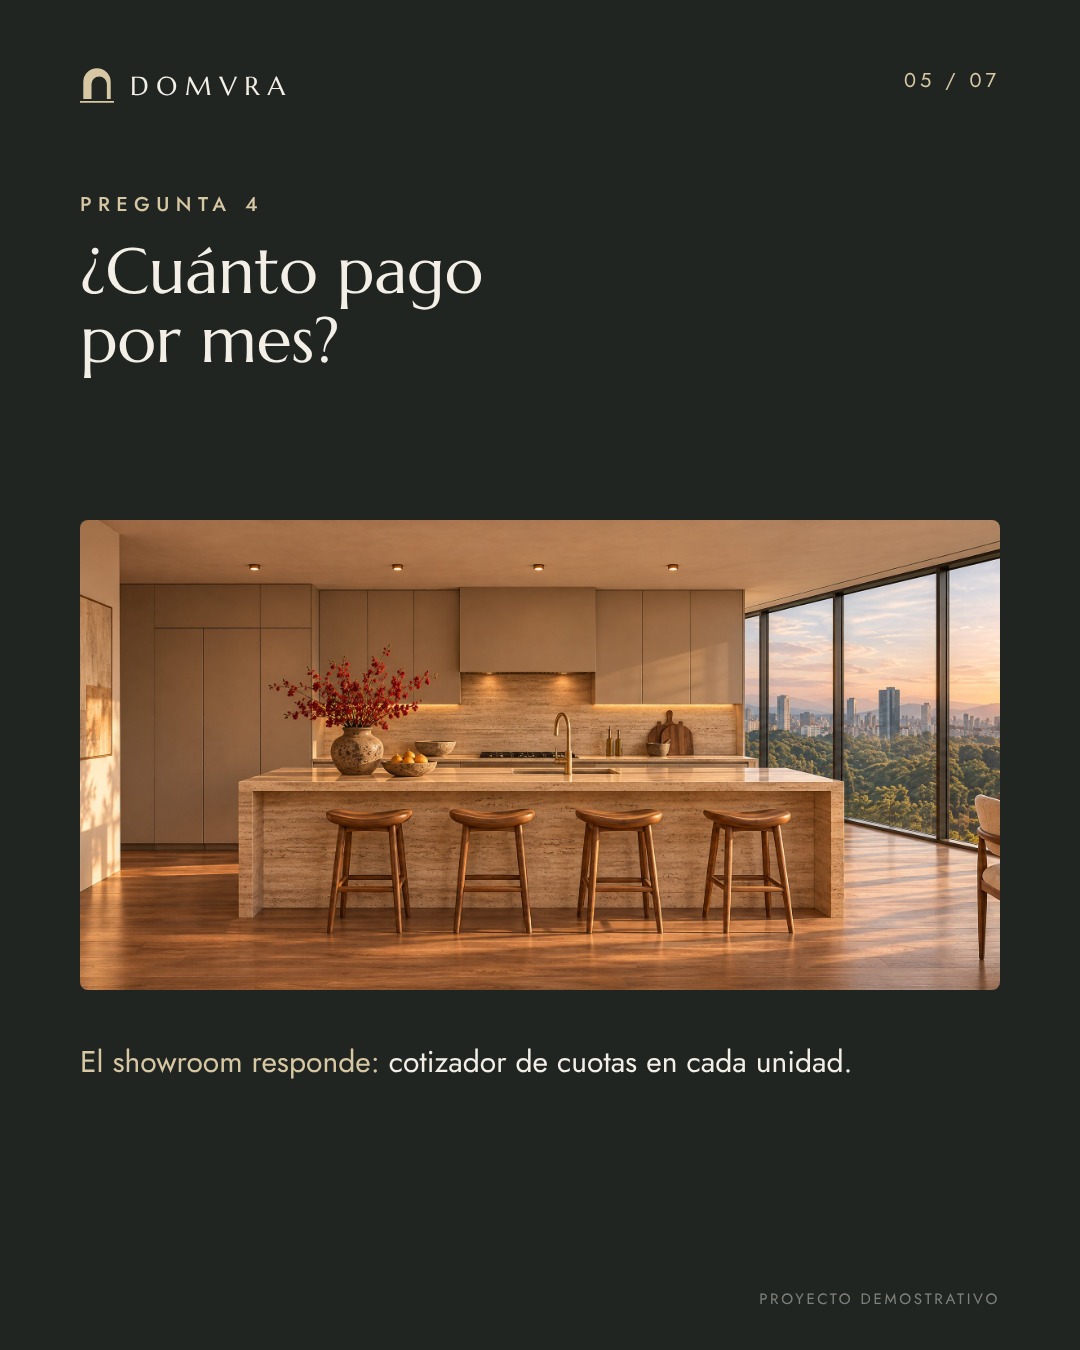 DOMVRA
05 / 07
PREGUNTA 4
¿Cuánto pago
por mes?
El showroom responde: cotizador de cuotas en cada unidad.
PROYECTO DEMOSTRATIVO